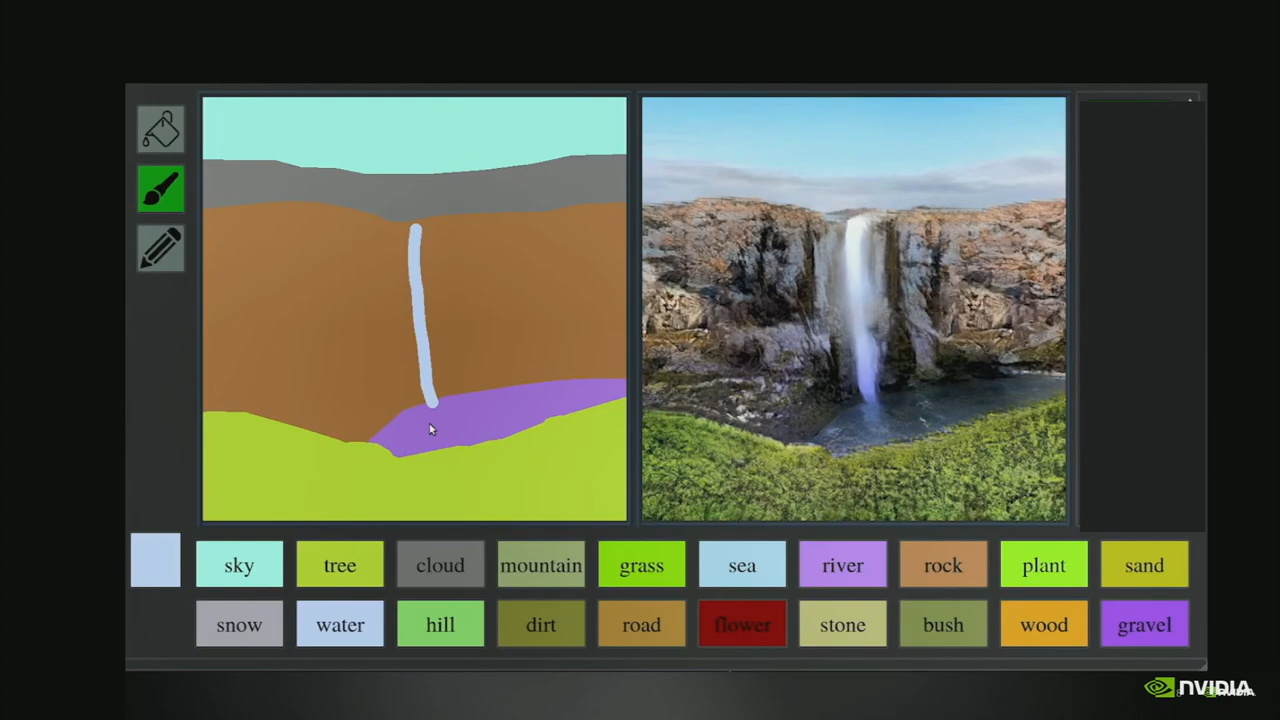 sky tree cloud mountain grass sea river rock plant sand
snow water hill dirt road flower stone bush wood gravel
NVIDIA
NVIDIA